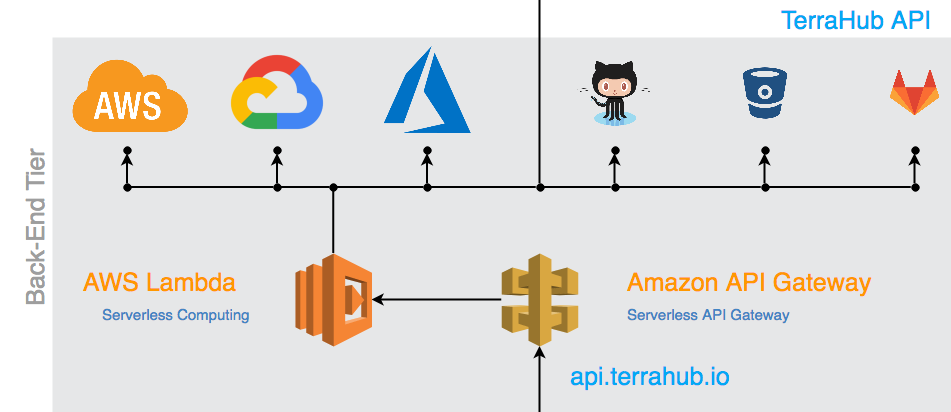 TerraHub API
AWS
Back-End Tier
AWS Lambda
Serverless Computing
Amazon API Gateway
Serverless API Gateway
api.terrahub.io